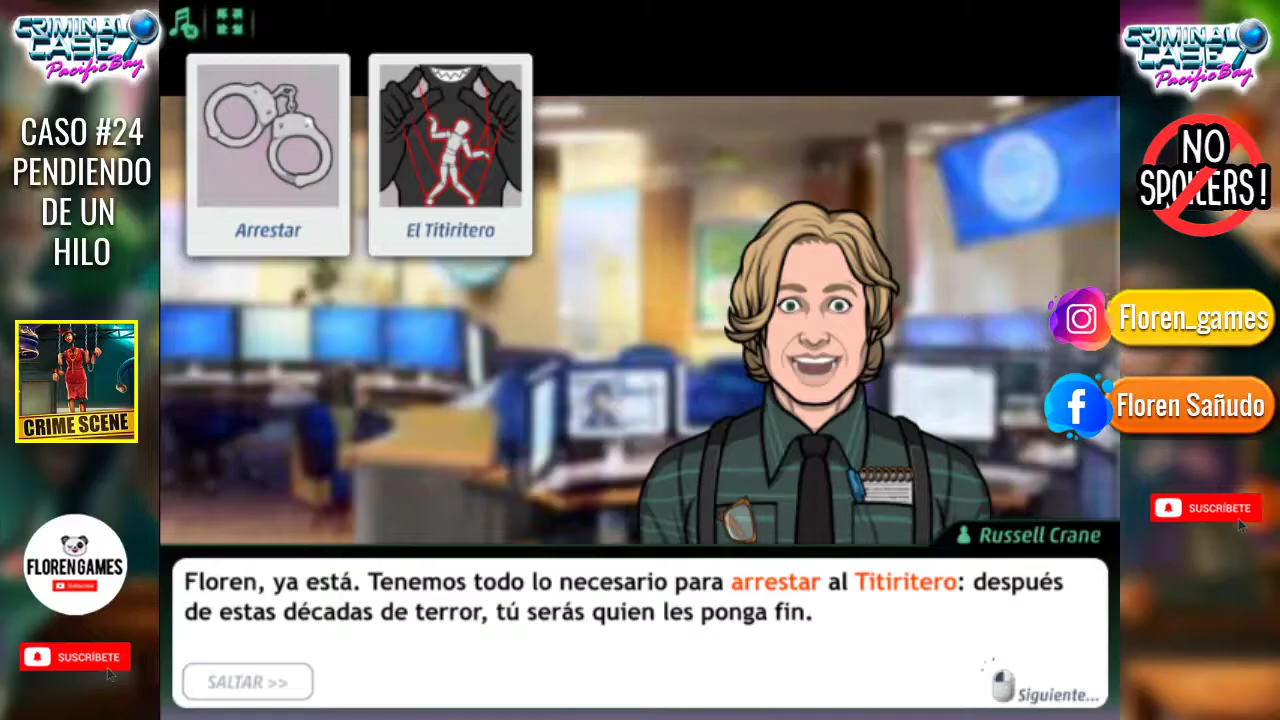 CRIMINAL
CASE
Pacific Bay
CASO #24
PENDIENDO
DE UN
HILO
CRIME SCENE
FLORENGAMES
Subscribe
SUSCRÍBETE
Arrestar
El Titiritero
Russell Crane
Floren, ya está. Tenemos todo lo necesario para arrestar al Titiritero: después
de estas décadas de terror, tú serás quien les ponga fin.
SALTAR >>
Siguiente...
CRIMINAL
CASE
Pacific Bay
NO
SPOILERS!
Floren_games
Floren Sañudo
SUSCRÍBETE